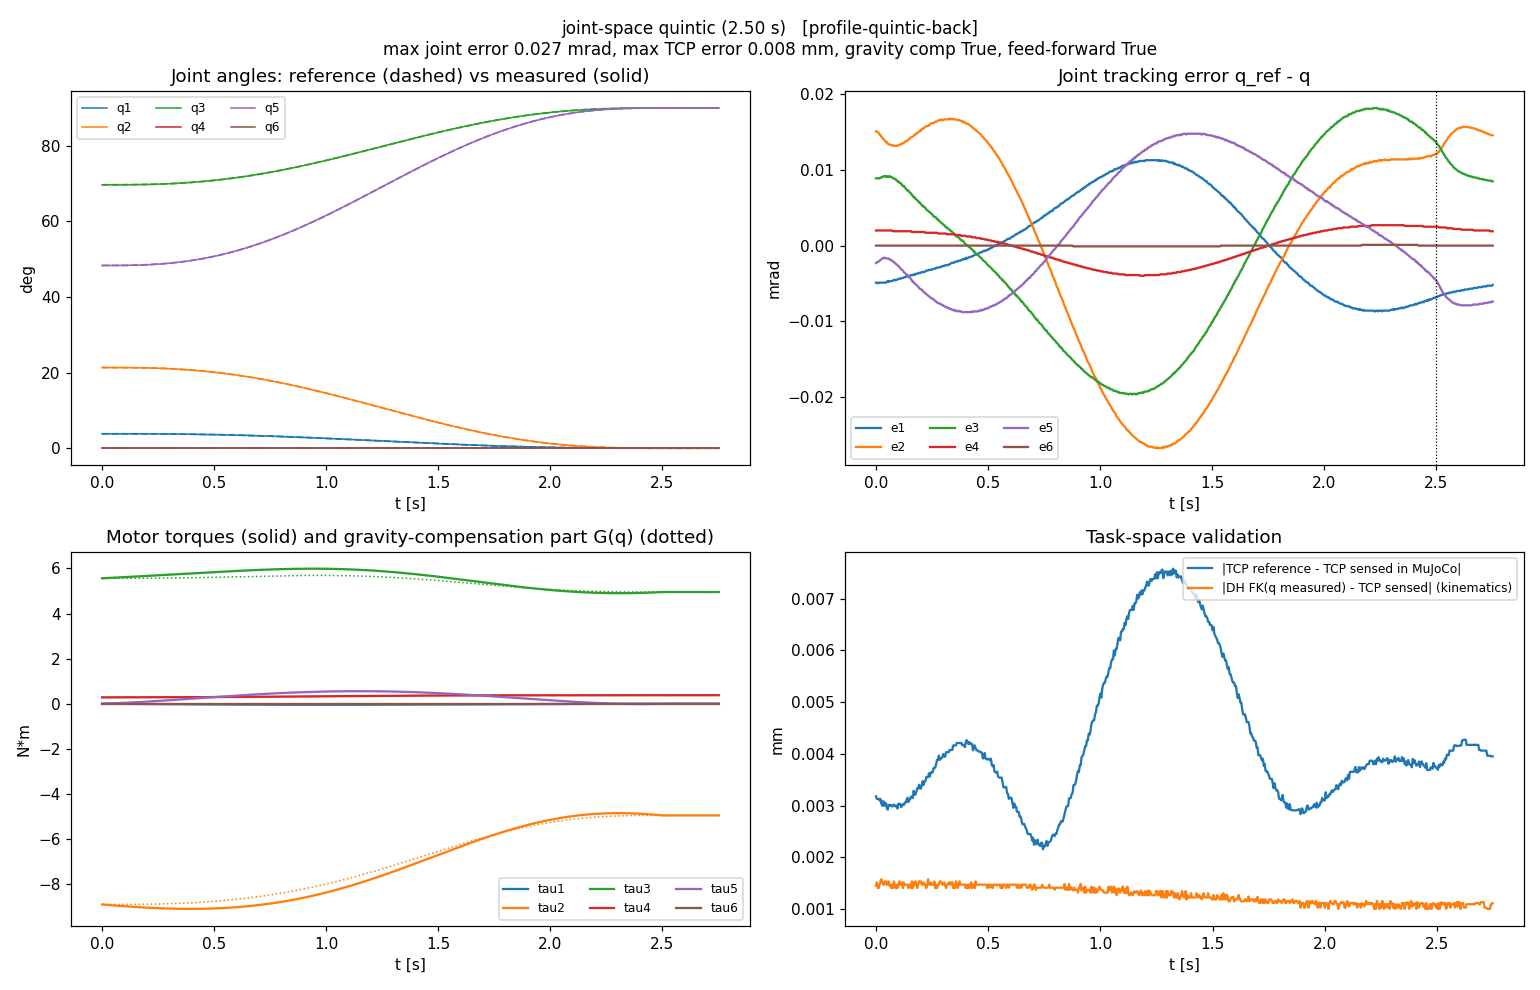 joint-space quintic (2.50 s)   [profile-quintic-back]
max joint error 0.027 mrad, max TCP error 0.008 mm, gravity comp True, feed-forward True
Joint angles: reference (dashed) vs measured (solid)
q1 q3 q5
q2 q4 q6
80
60
40
20
0
deg
0.0 0.5 1.0 1.5 2.0 2.5
t [s]
Joint tracking error q_ref - q
0.02
0.01
0.00
−0.01
−0.02
mrad
e1 e3 e5
e2 e4 e6
0.0 0.5 1.0 1.5 2.0 2.5
t [s]
Motor torques (solid) and gravity-compensation part G(q) (dotted)
6
4
2
0
−2
−4
−6
−8
N*m
tau1 tau3 tau5
tau2 tau4 tau6
0.0 0.5 1.0 1.5 2.0 2.5
t [s]
Task-space validation
|TCP reference - TCP sensed in MuJoCo|
|DH FK(q measured) - TCP sensed| (kinematics)
0.007
0.006
0.005
0.004
0.003
0.002
0.001
mm
0.0 0.5 1.0 1.5 2.0 2.5
t [s]